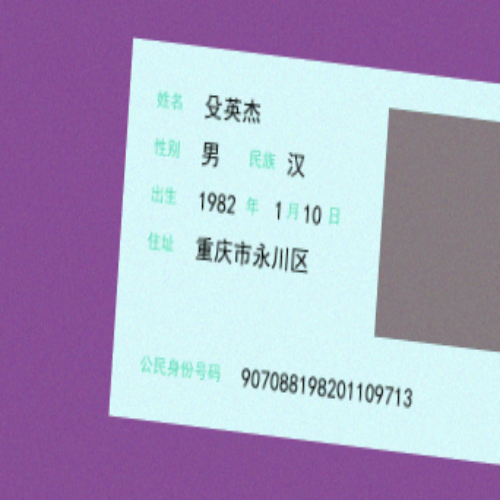 姓名 殳英杰
性别 男 民族 汉
出生 1982 年 1 月 10 日
住址 重庆市永川区
公民身份号码 907088198201109713